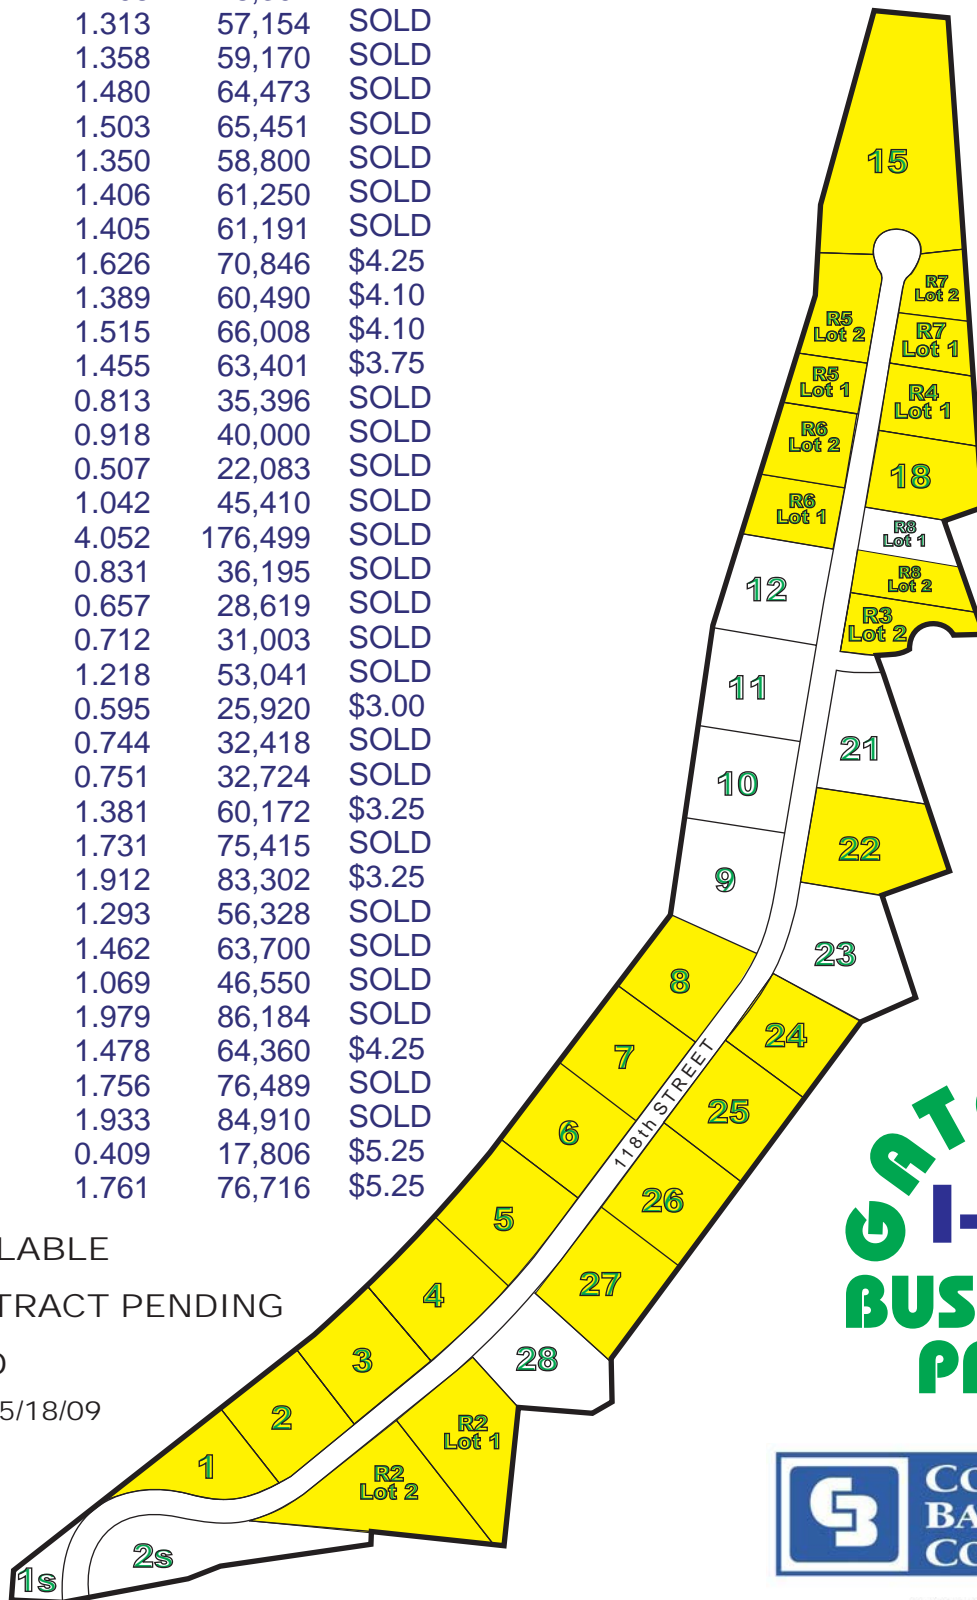 1.313 57,154 SOLD
1.358 59,170 SOLD
1.480 64,473 SOLD
1.503 65,451 SOLD
1.350 58,800 SOLD
1.406 61,250 SOLD
1.405 61,191 SOLD
1.626 70,846 $4.25
1.389 60,490 $4.10
1.515 66,008 $4.10
1.455 63,401 $3.75
0.813 35,396 SOLD
0.918 40,000 SOLD
0.507 22,083 SOLD
1.042 45,410 SOLD
4.052 176,499 SOLD
0.831 36,195 SOLD
0.657 28,619 SOLD
0.712 31,003 SOLD
1.218 53,041 SOLD
0.595 25,920 $3.00
0.744 32,418 SOLD
0.751 32,724 SOLD
1.381 60,172 $3.25
1.731 75,415 SOLD
1.912 83,302 $3.25
1.293 56,328 SOLD
1.462 63,700 SOLD
1.069 46,550 SOLD
1.979 86,184 SOLD
1.478 64,360 $4.25
1.756 76,489 SOLD
1.933 84,910 SOLD
0.409 17,806 $5.25
1.761 76,716 $5.25
LABLE
TRACT PENDING
D
5/18/09
15
R7
Lot 2
R5
Lot 2
R7
Lot 1
R5
Lot 1
R4
Lot 1
R6
Lot 2
18
R6
Lot 1
R8
Lot 1
R8
Lot 2
12
R3
Lot 2
11
21
10
22
9
23
8
24
7
118th STREET
25
6
26
5
27
4
28
3
2
R2
Lot 1
1
R2
Lot 2
2s
1s
GAT
I-
BUS
P
CB
CO
BA
CO